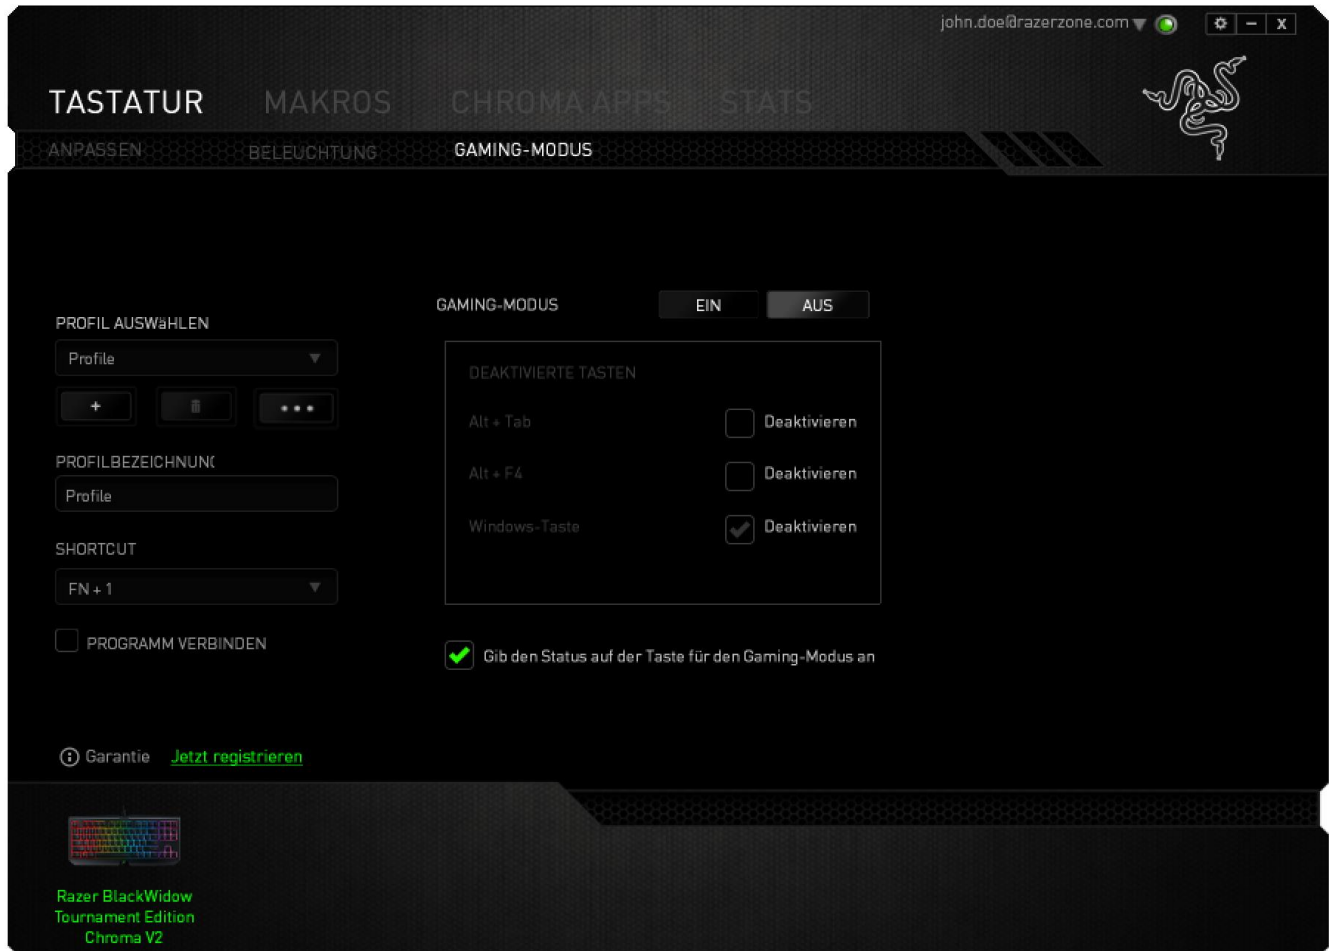 john.doe@razerzone.com
X
TASTATUR MAKROS CHROMA APPS STATS
ANPASSEN BELEUCHTUNG GAMING-MODUS
GAMING-MODUS EIN AUS
PROFIL AUSWäHLEN
Profile
DEAKTIVIERTE TASTEN
+
Alt + Tab Deaktivieren
PROFILBEZEICHNUN
Alt + F4 Deaktivieren
Profile
Windows-Taste Deaktivieren
SHORTCUT
FN + 1
PROGRAMM VERBINDEN
Gib den Status auf der Taste für den Gaming-Modus an
Garantie Jetzt registrieren
Razer BlackWidow
Tournament Edition
Chroma V2